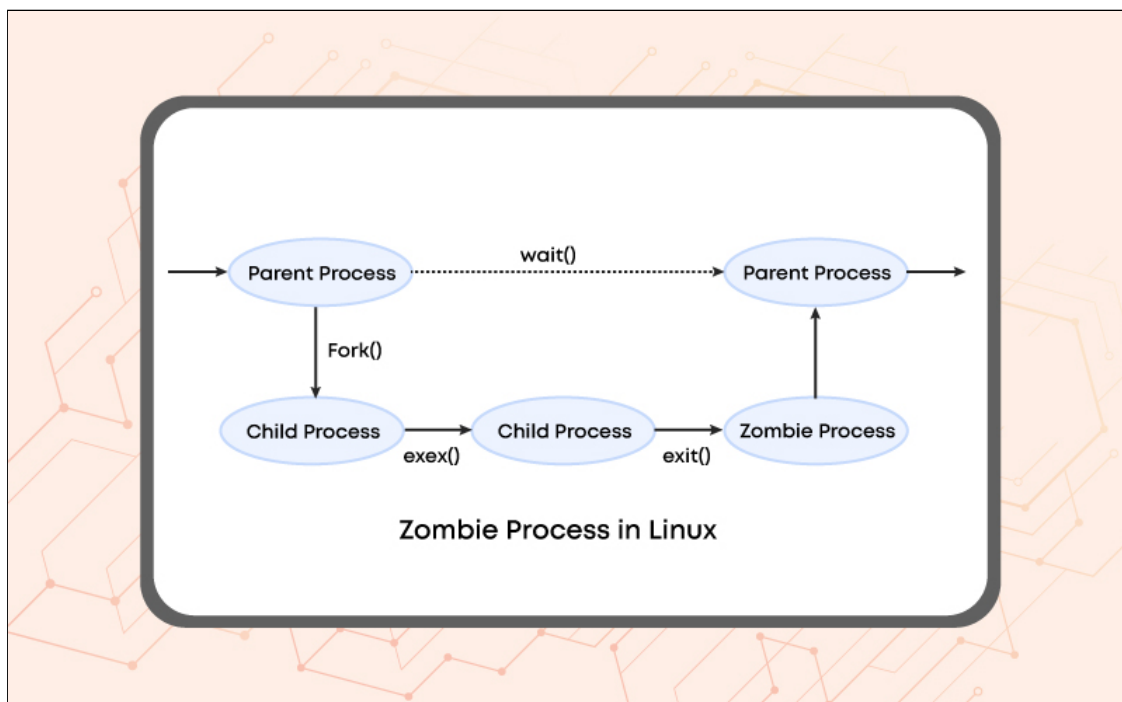 Parent Process
wait()
Parent Process
Fork()
Child Process
exex()
Child Process
exit()
Zombie Process
Zombie Process in Linux